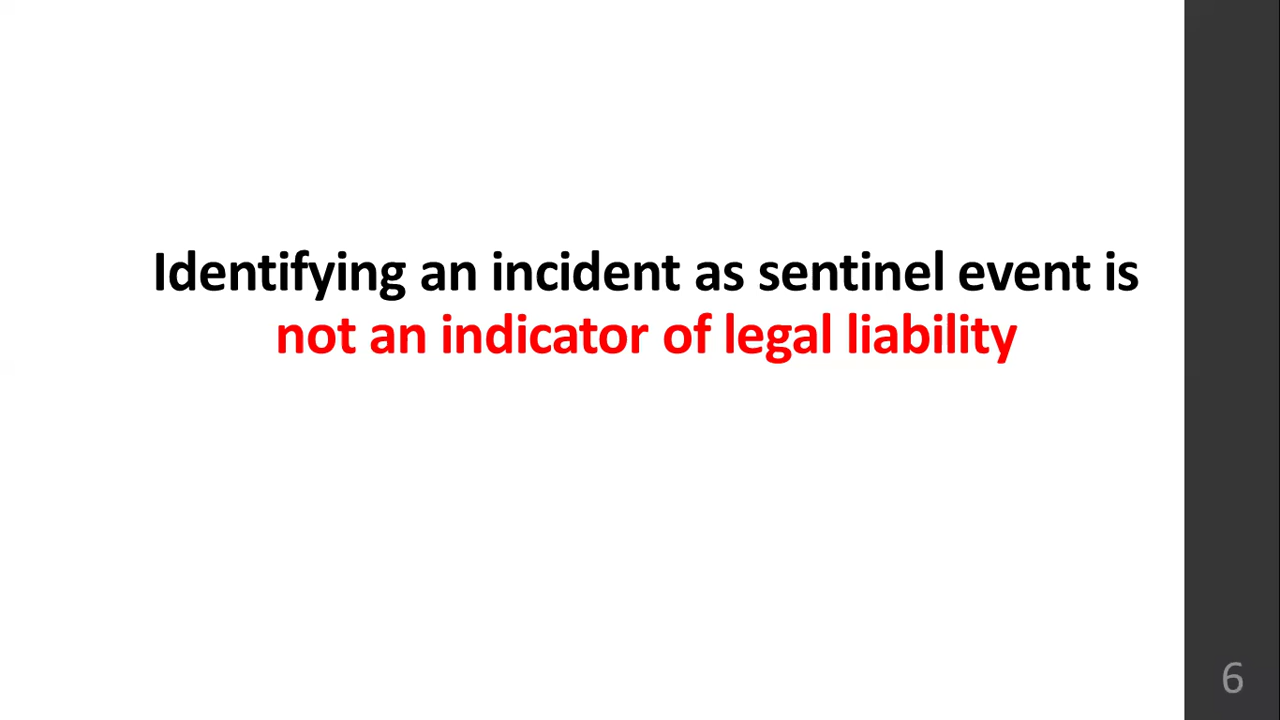 Identifying an incident as sentinel event is
not an indicator of legal liability
6